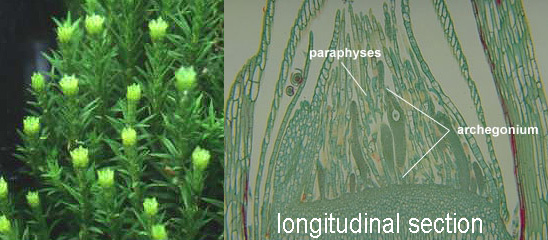 paraphyses
archegonium
longitudinal section